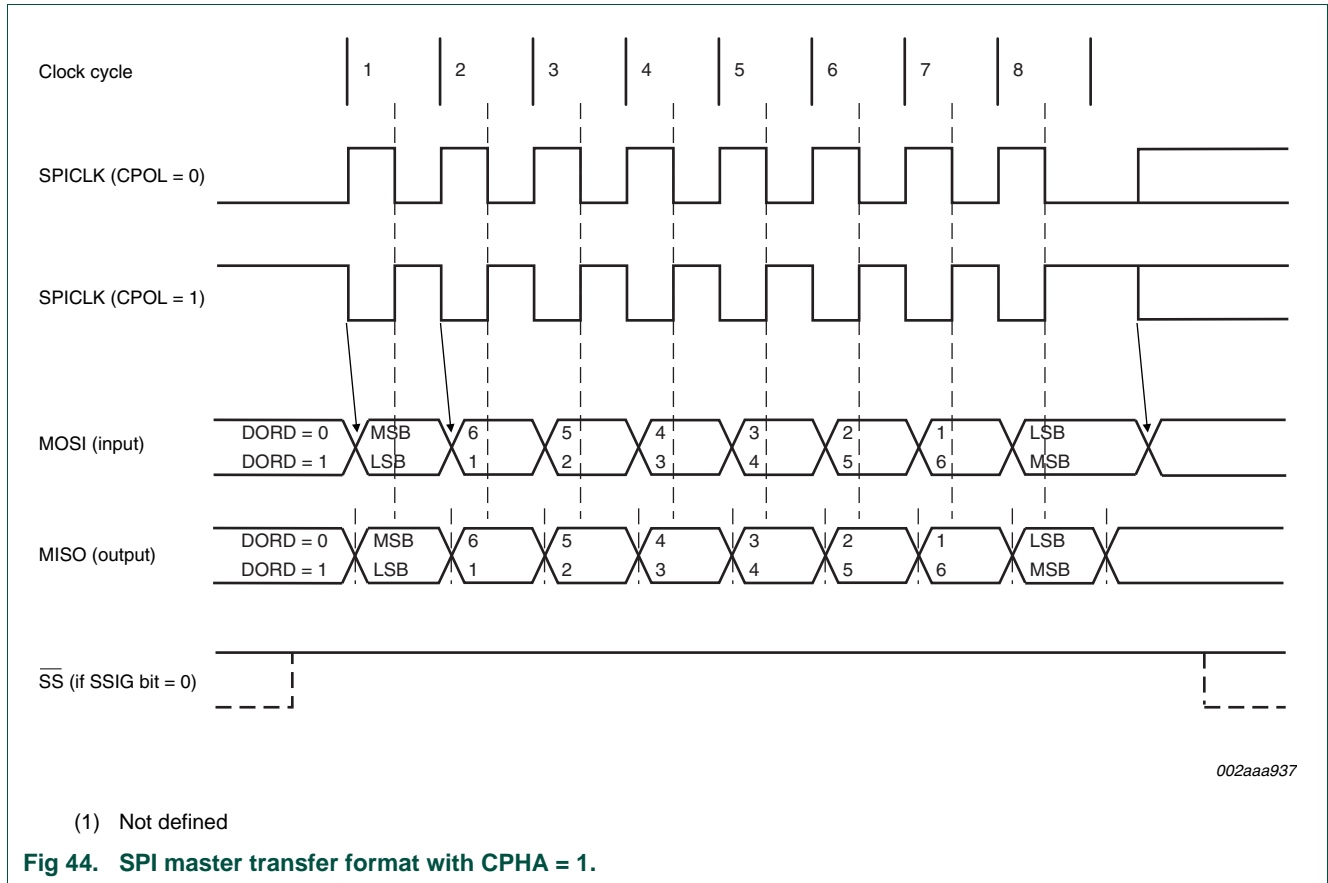 Clock cycle 1 2 3 4 5 6 7 8
SPICLK (CPOL = 0)
SPICLK (CPOL = 1)
MOSI (input) DORD = 0 MSB 6 5 4 3 2 1 LSB
DORD = 1 LSB 1 2 3 4 5 6 MSB
MISO (output) DORD = 0 MSB 6 5 4 3 2 1 LSB
DORD = 1 LSB 1 2 3 4 5 6 MSB
S̅S̅ (if SSIG bit = 0)
002aaa937
(1) Not defined
Fig 44. SPI master transfer format with CPHA = 1.